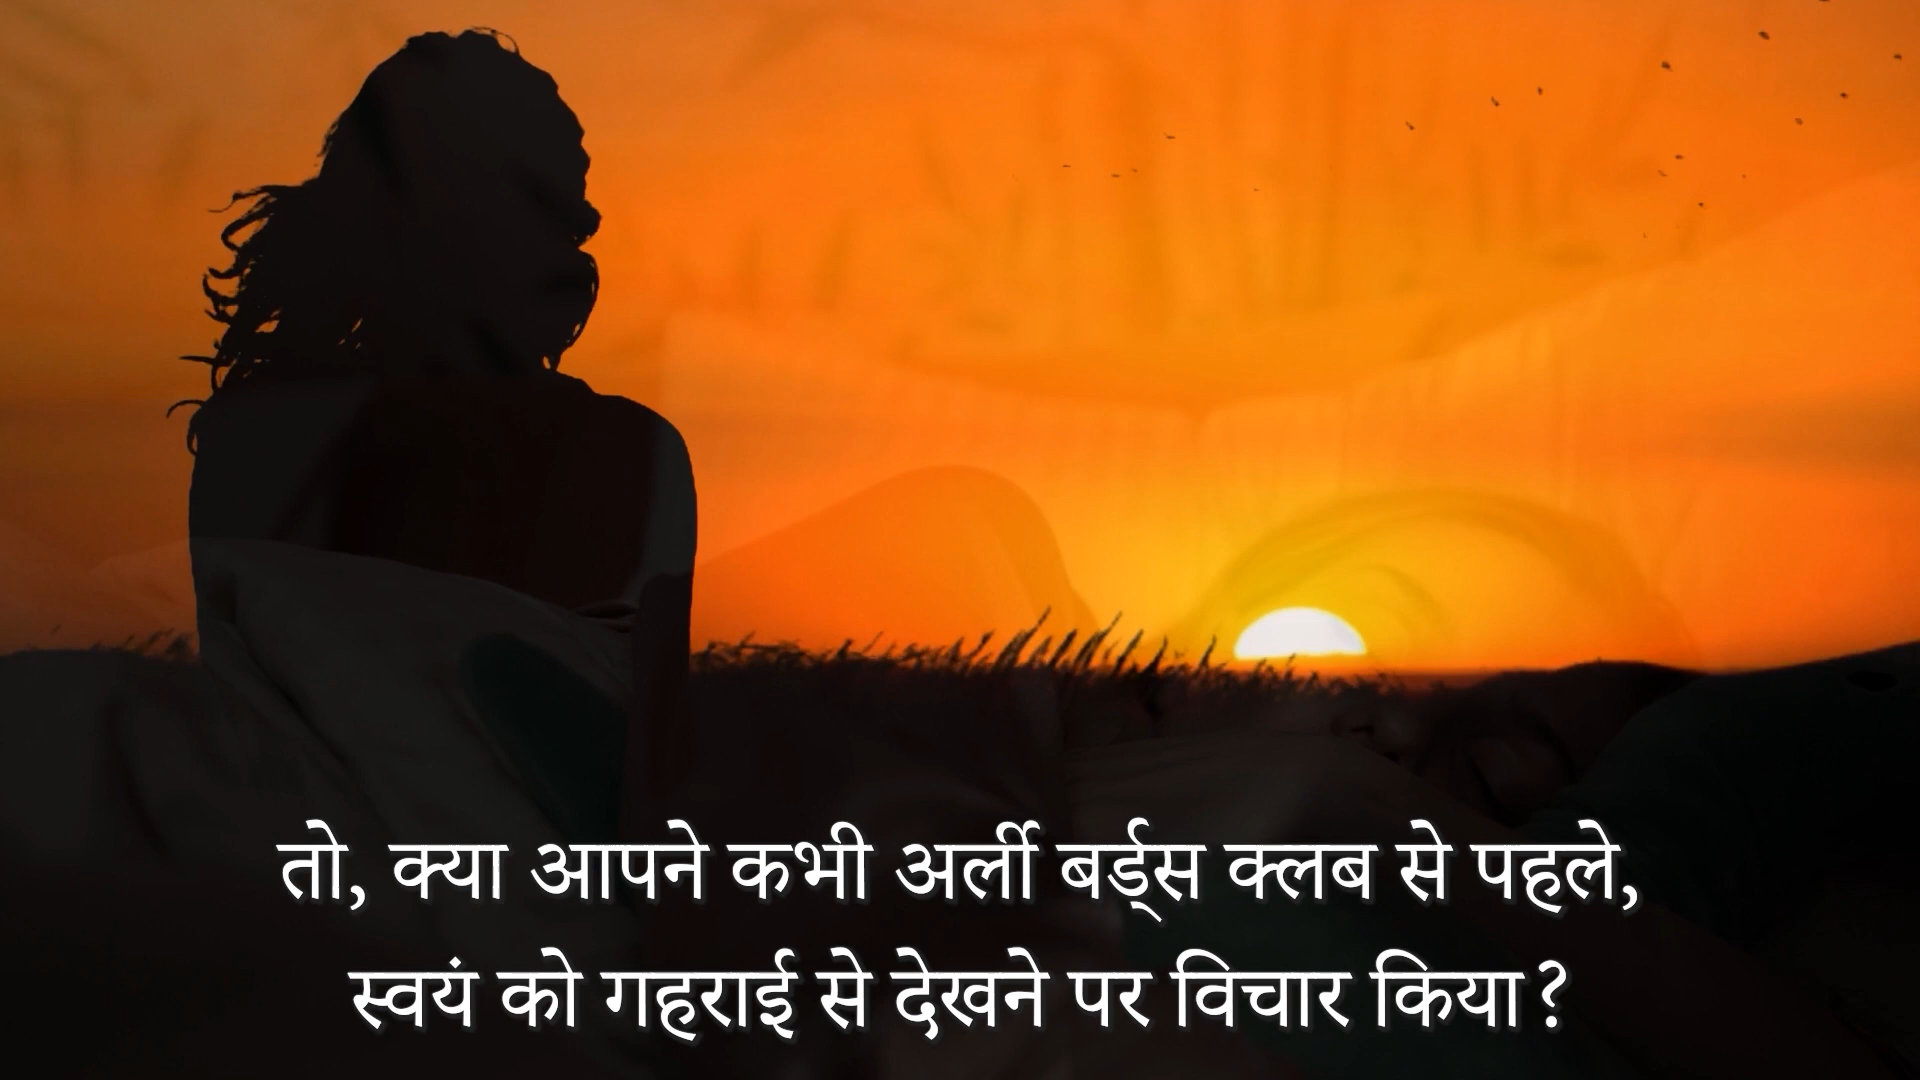 तो, क्या आपने कभी अर्ली बर्ड्स क्लब से पहले,
स्वयं को गहराई से देखने पर विचार किया?